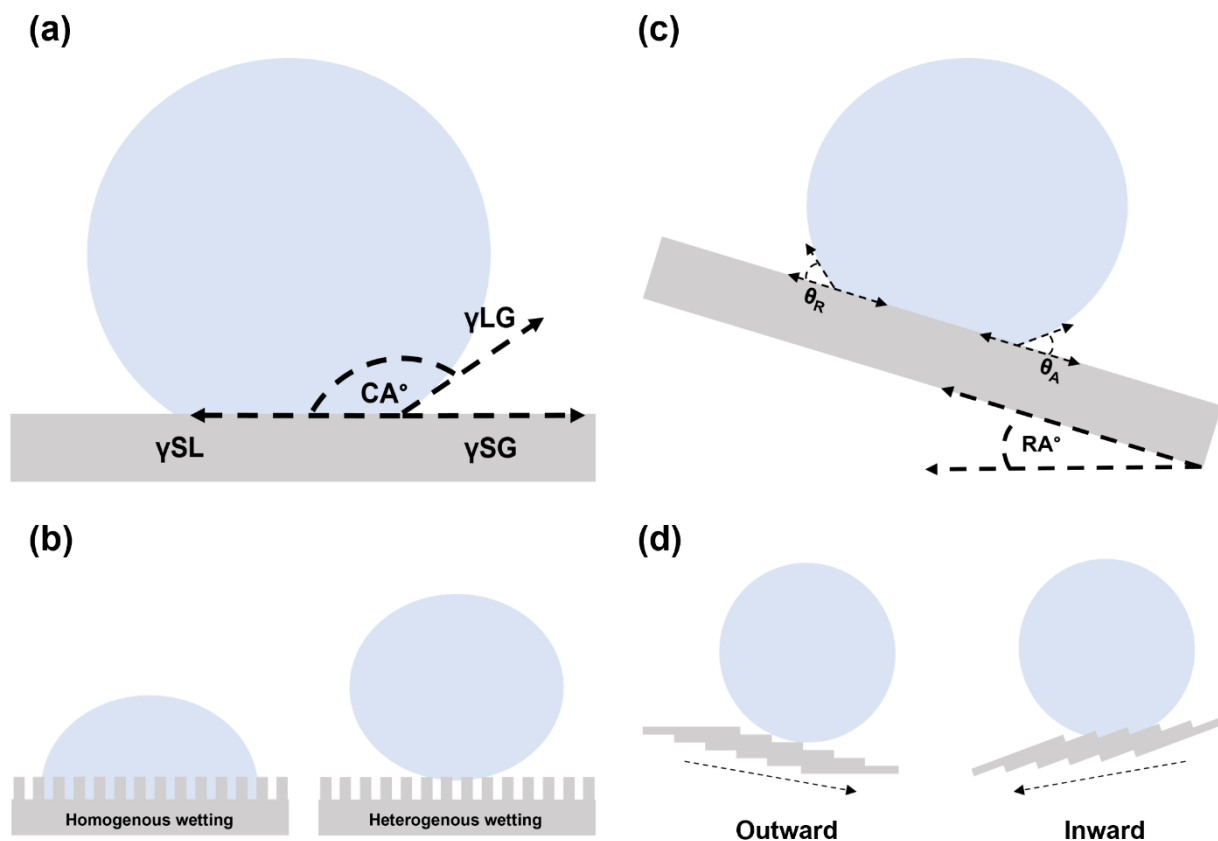 (a)
γLG
CA°
γSL
γSG
(b)
Homogenous wetting
Heterogenous wetting
(c)
θR
θA
RA°
(d)
Outward
Inward